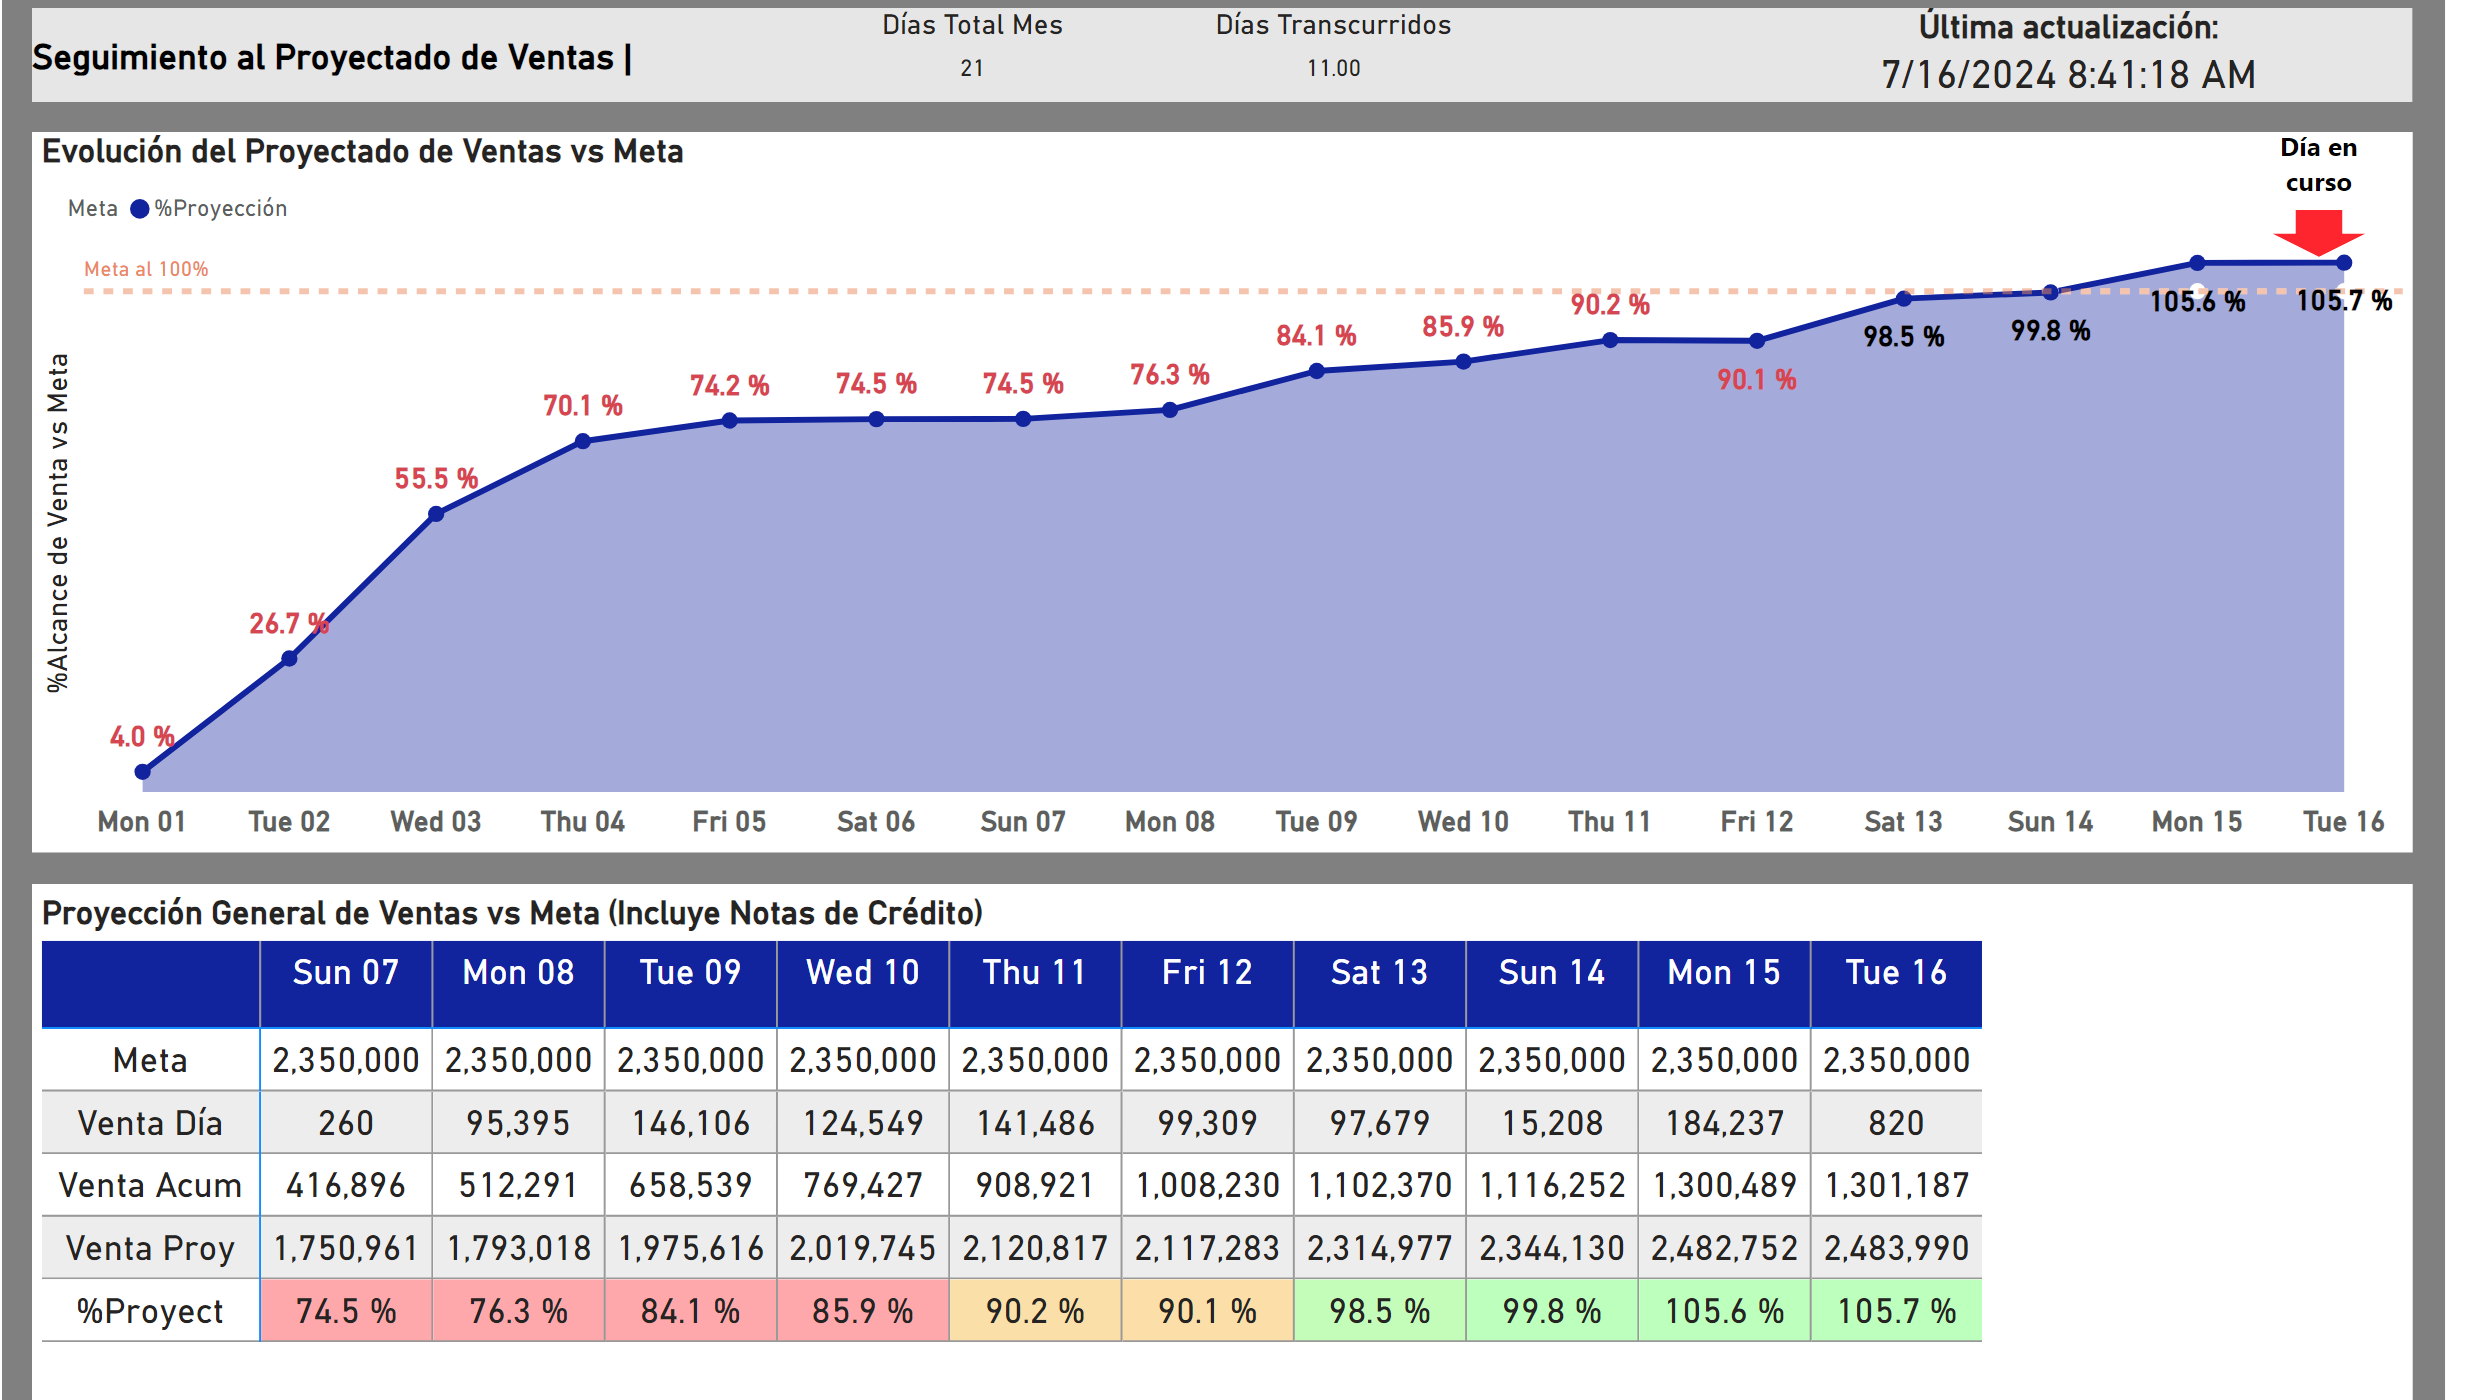 Días Total Mes
Días Transcurridos
Última actualización:
Seguimiento al Proyectado de Ventas |
21
11.00
7/16/2024 8:41:18 AM
Evolución del Proyectado de Ventas vs Meta
Día en
curso
Meta %Proyección
Meta al 100%
%Alcance de Venta vs Meta
4.0 %
26.7 %
55.5 %
70.1 %
74.2 %
74.5 %
74.5 %
76.3 %
84.1 %
85.9 %
90.2 %
90.1 %
98.5 %
99.8 %
105.6 %
105.7 %
Mon 01 Tue 02 Wed 03 Thu 04 Fri 05 Sat 06 Sun 07 Mon 08 Tue 09 Wed 10 Thu 11 Fri 12 Sat 13 Sun 14 Mon 15 Tue 16
Proyección General de Ventas vs Meta (Incluye Notas de Crédito)
Sun 07 Mon 08 Tue 09 Wed 10 Thu 11 Fri 12 Sat 13 Sun 14 Mon 15 Tue 16
Meta 2,350,000 2,350,000 2,350,000 2,350,000 2,350,000 2,350,000 2,350,000 2,350,000 2,350,000 2,350,000
Venta Día 260 95,395 146,106 124,549 141,486 99,309 97,679 15,208 184,237 820
Venta Acum 416,896 512,291 658,539 769,427 908,921 1,008,230 1,102,370 1,116,252 1,300,489 1,301,187
Venta Proy 1,750,961 1,793,018 1,975,616 2,019,745 2,120,817 2,117,283 2,314,977 2,344,130 2,482,752 2,483,990
%Proyect 74.5 % 76.3 % 84.1 % 85.9 % 90.2 % 90.1 % 98.5 % 99.8 % 105.6 % 105.7 %